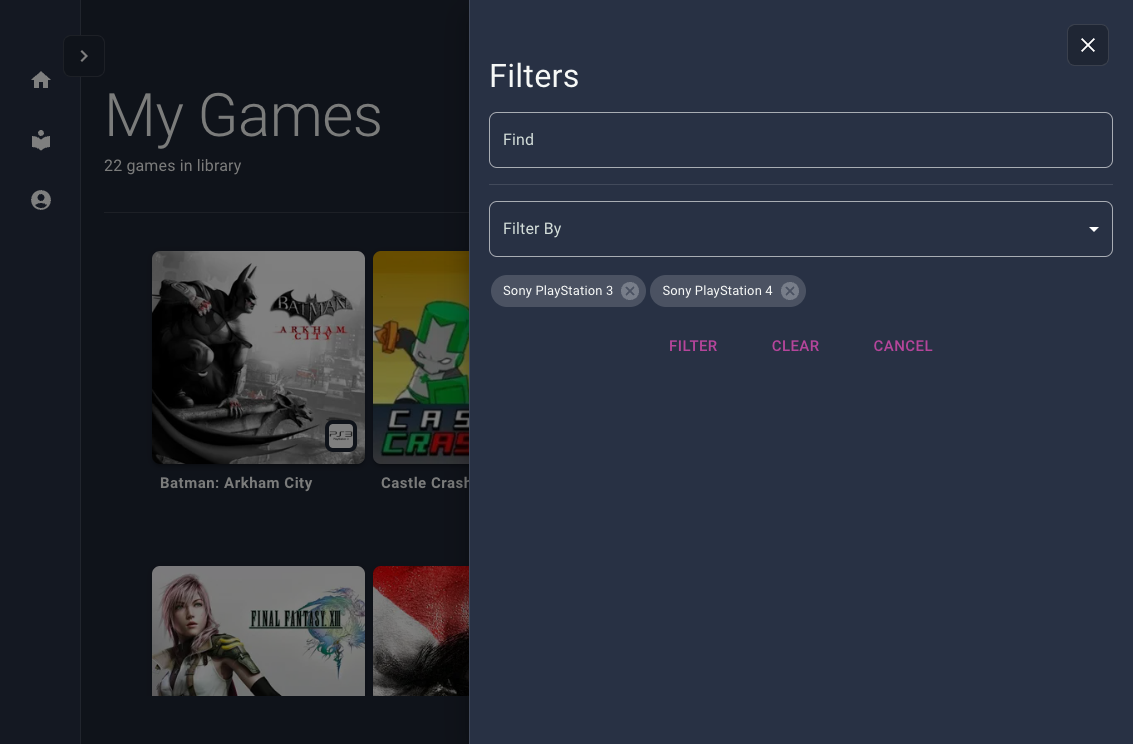 My Games
22 games in library
BATMAN
ARKHAM
CITY
PS3
Batman: Arkham City
CAS
CRAS
Castle Crash
FINAL FANTASY XIII
Filters
Find
Filter By
Sony PlayStation 3
Sony PlayStation 4
FILTER
CLEAR
CANCEL